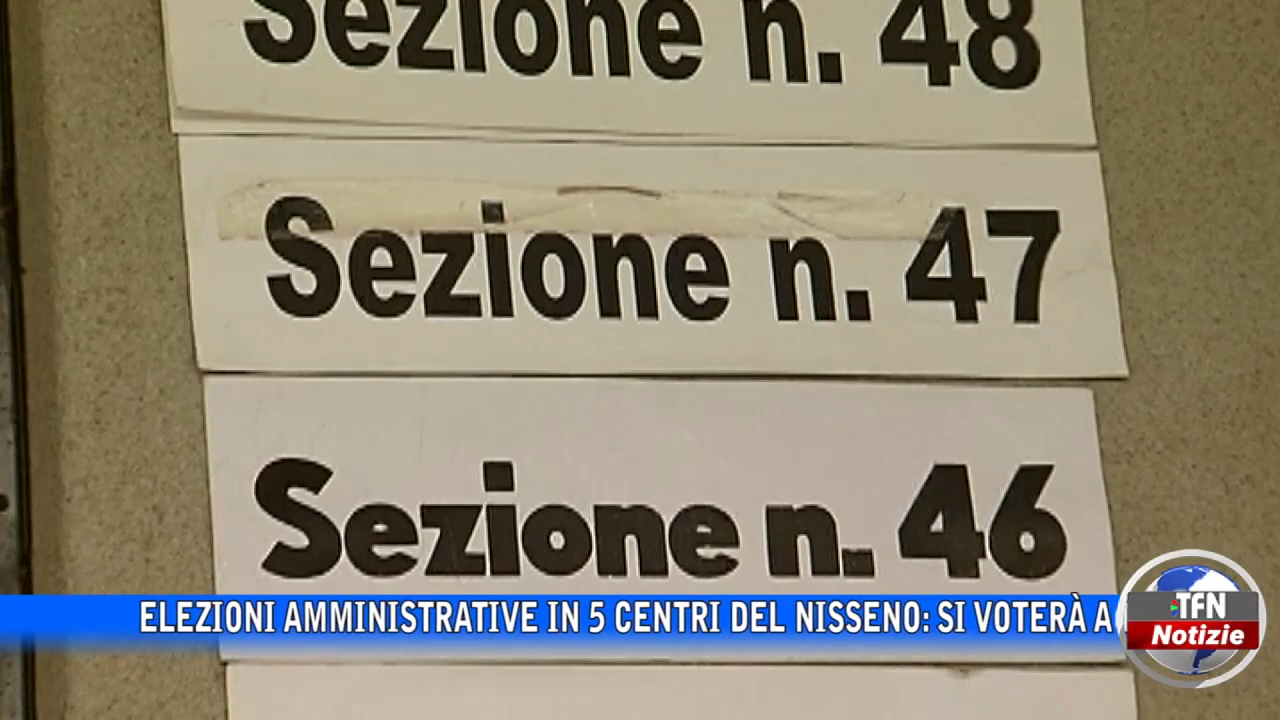 Sezione n. 48
Sezione n. 47
Sezione n. 46
ELEZIONI AMMINISTRATIVE IN 5 CENTRI DEL NISSENO: SI VOTERÀ A
TFN
Notizie